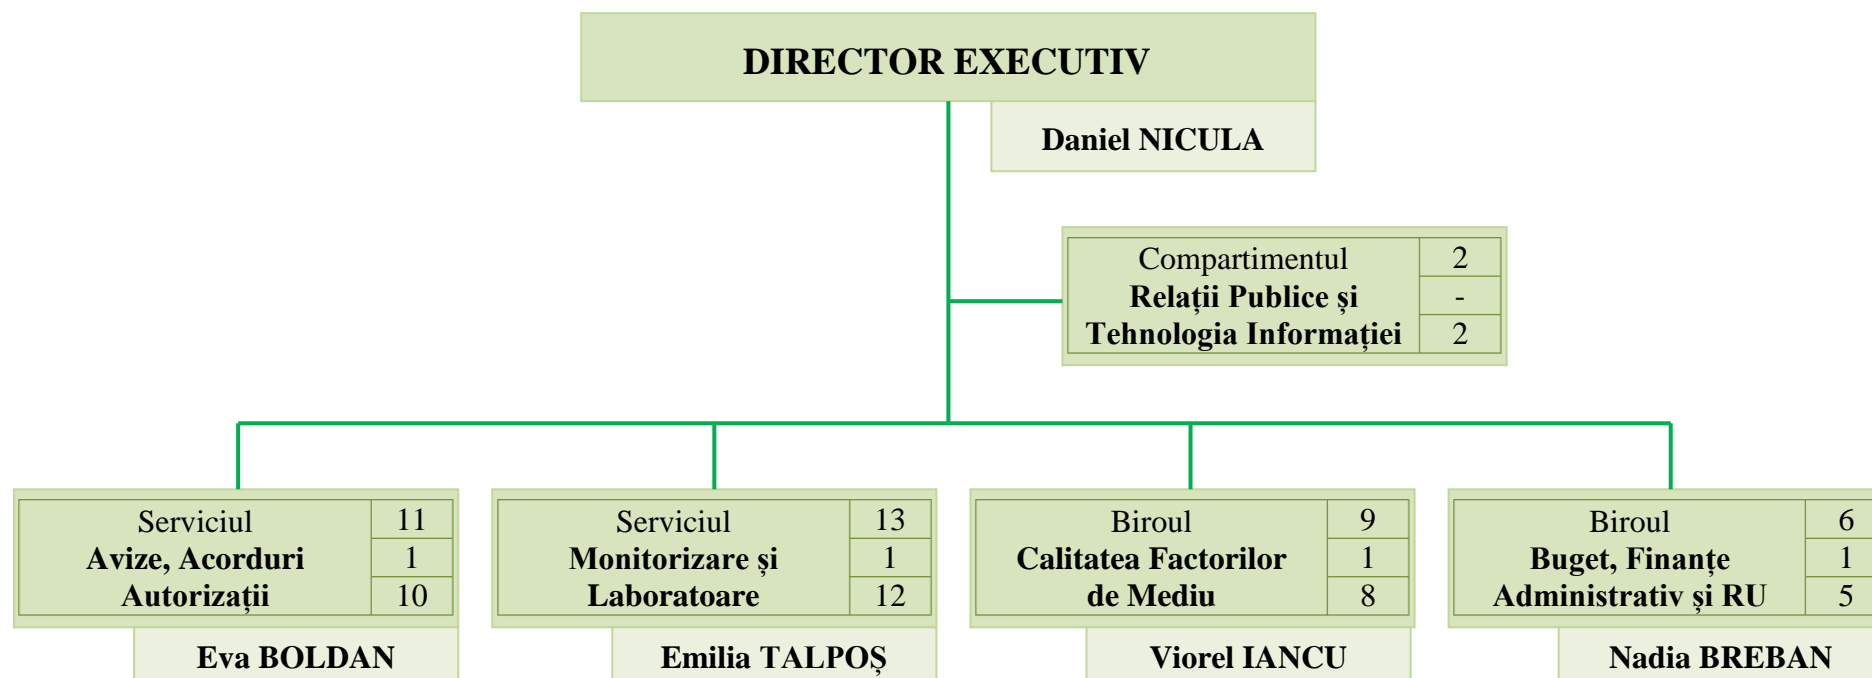 DIRECTOR EXECUTIV
Daniel NICULA
Compartimentul 2
Relații Publice și -
Tehnologia Informației 2
Serviciul 11
Avize, Acorduri 1
Autorizații 10
Eva BOLDAN
Serviciul 13
Monitorizare și 1
Laboratoare 12
Emilia TALPOȘ
Biroul 9
Calitatea Factorilor 1
de Mediu 8
Viorel IANCU
Biroul 6
Buget, Finanțe 1
Administrativ și RU 5
Nadia BREBAN